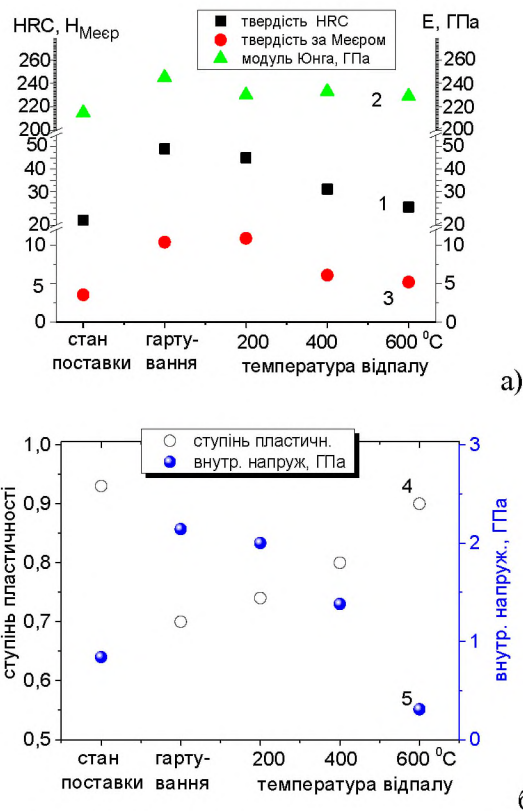 HRC, HМеєр
твердість HRC
твердість за Меєром
модуль Юнга, ГПа
E, ГПа
260
240
220
200
50
40
30
20
10
5
0
260
240
220
200
50
40
30
20
10
5
0
2
1
3
стан поставки
гарту-вання
200
400
600 ⁰C
температура відпалу
а)
ступінь пластичн.
внутр. напруж, ГПа
ступінь пластичності
1,0
0,9
0,8
0,7
0,6
0,5
3
2
1
0
внутр. напруж., ГПа
4
5
стан
поставки
гарту-
вання
200
400
600 ⁰C
температура відпалу